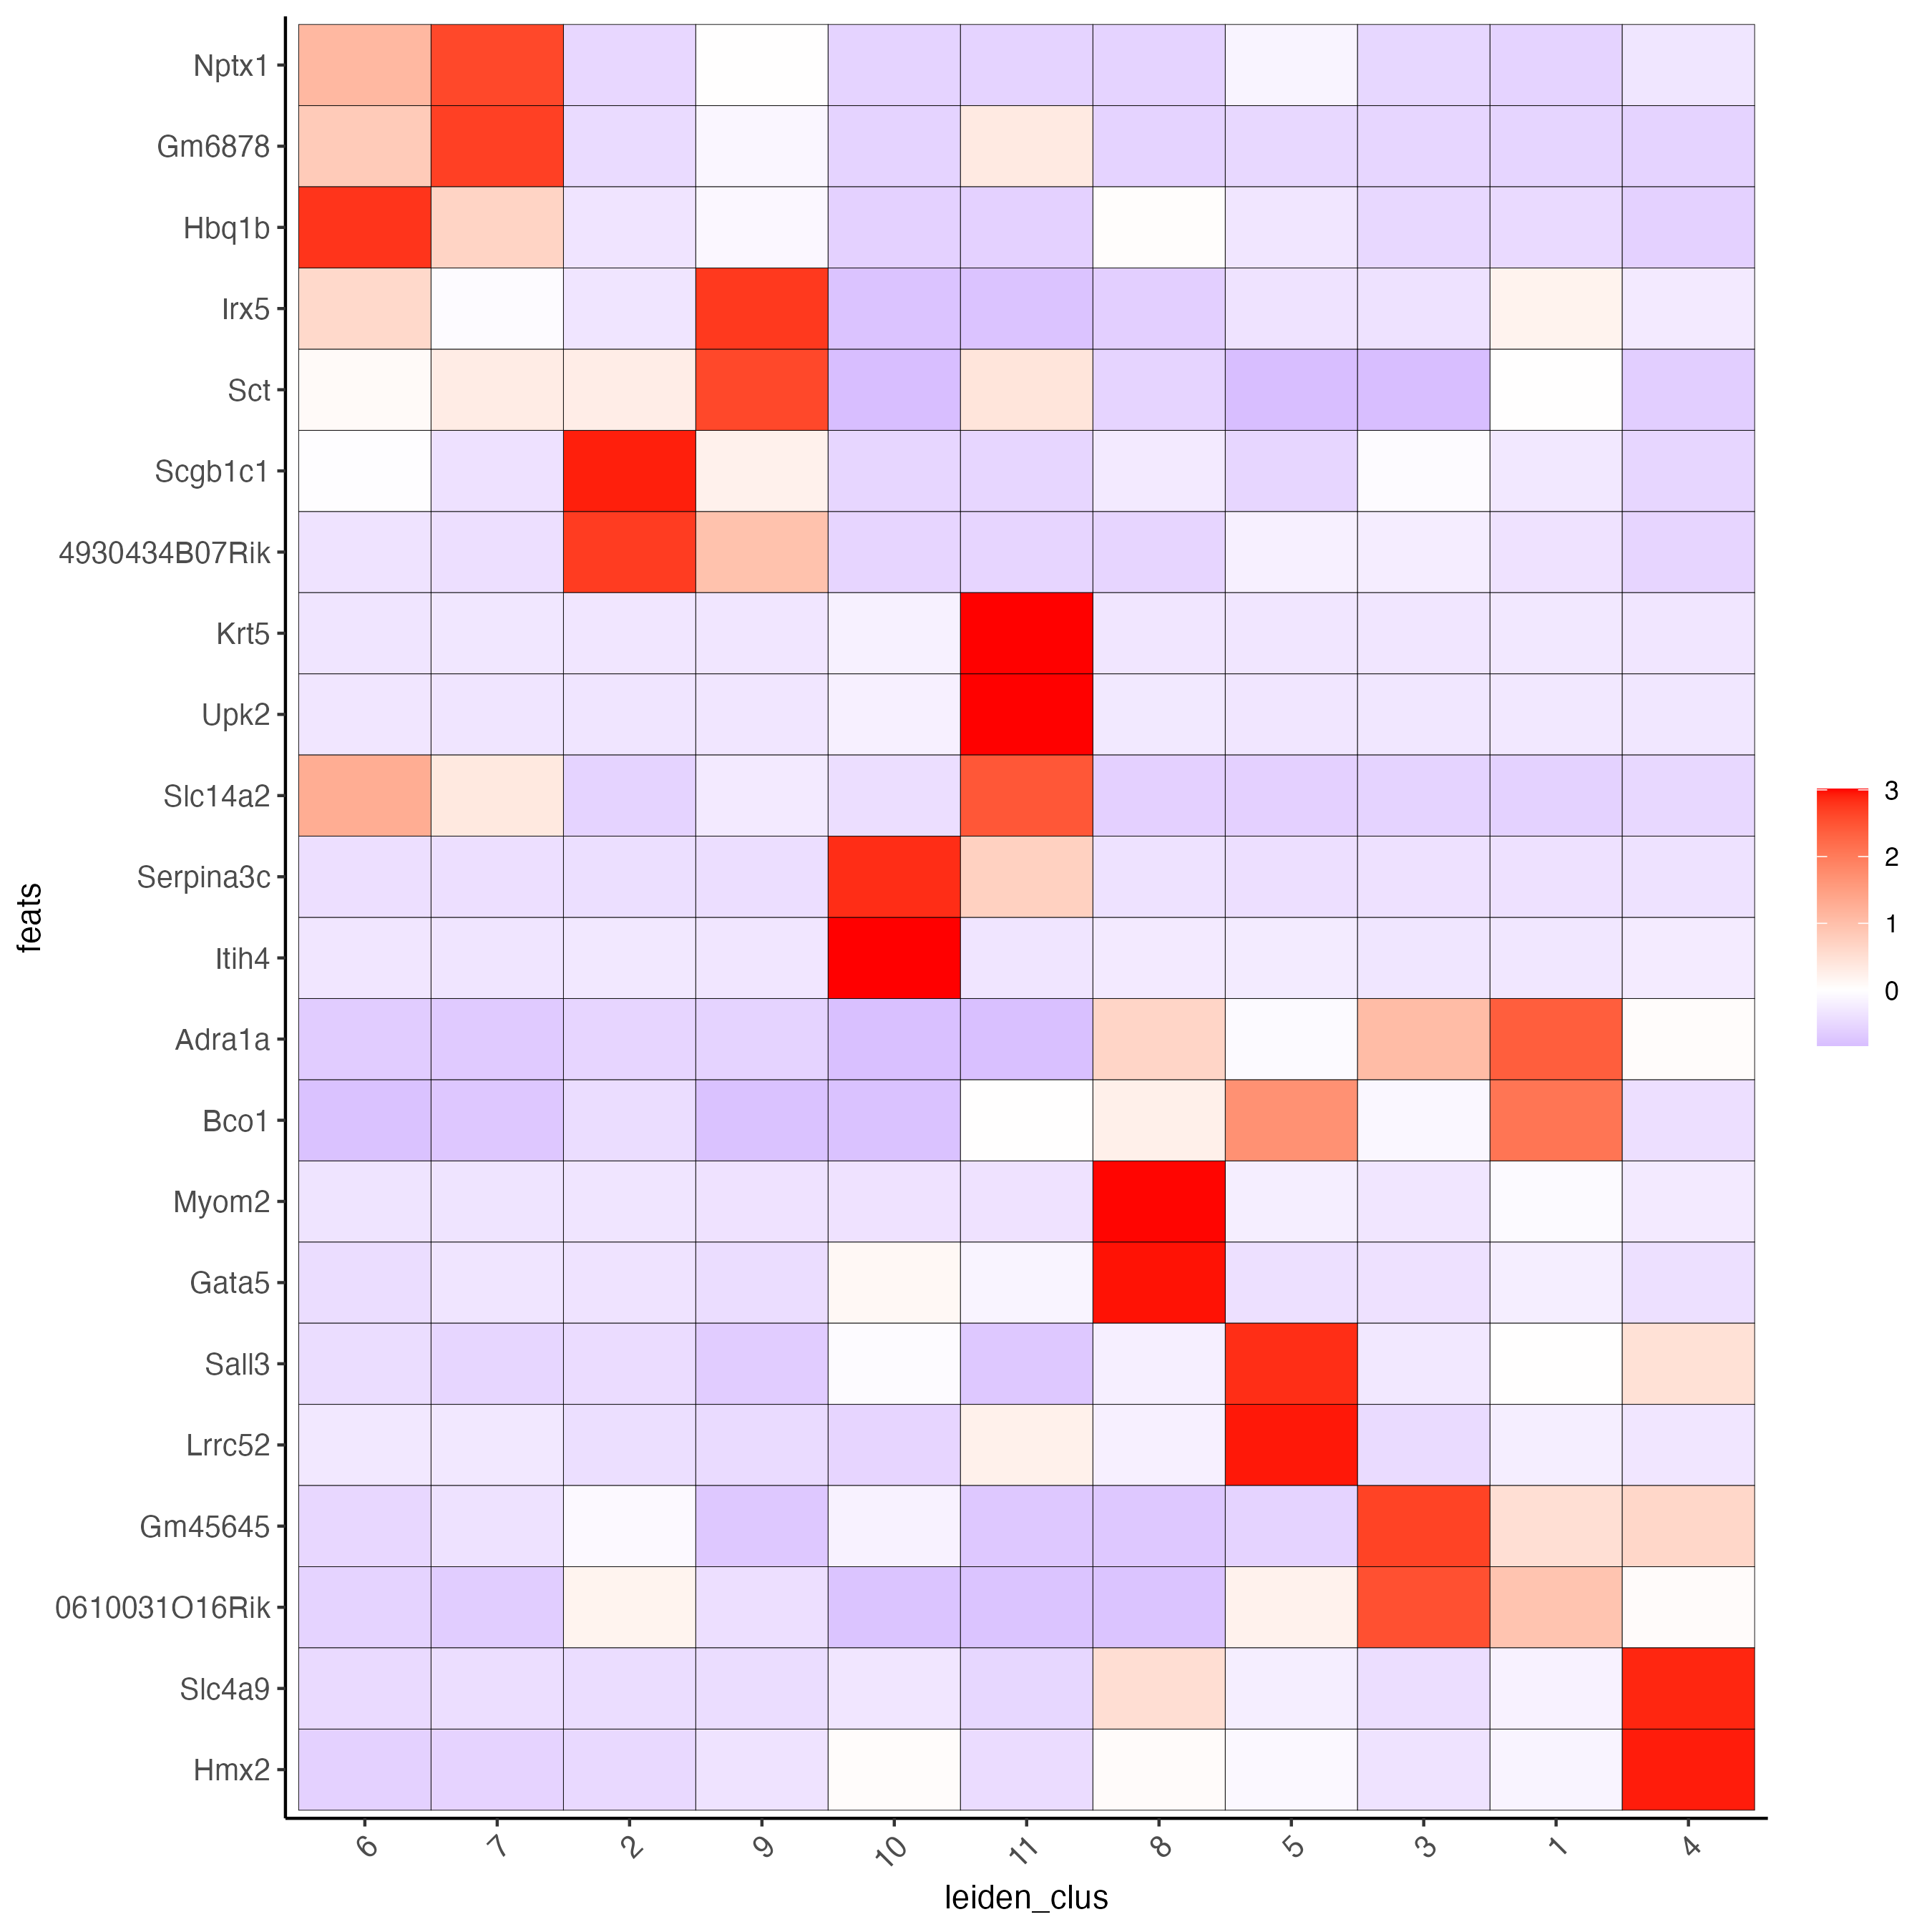 Nptx1
Gm6878
Hbq1b
Irx5
Sct
Scgb1c1
4930434B07Rik
Krt5
Upk2
Slc14a2
Serpina3c
Itih4
Adra1a
Bco1
Myom2
Gata5
Sall3
Lrrc52
Gm45645
0610031O16Rik
Slc4a9
Hmx2
feats
6 7 2 9 10 11 8 5 3 1 4
leiden_clus
3
2
1
0